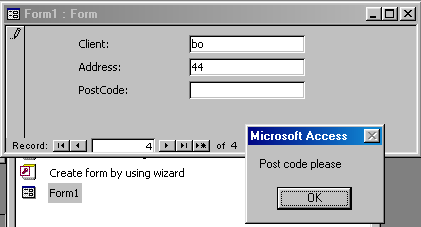 Form1 : Form
Client: bo
Address: 44
PostCode:
Record: 4 of 4
Microsoft Access
Post code please
OK
Create form by using wizard
Form1